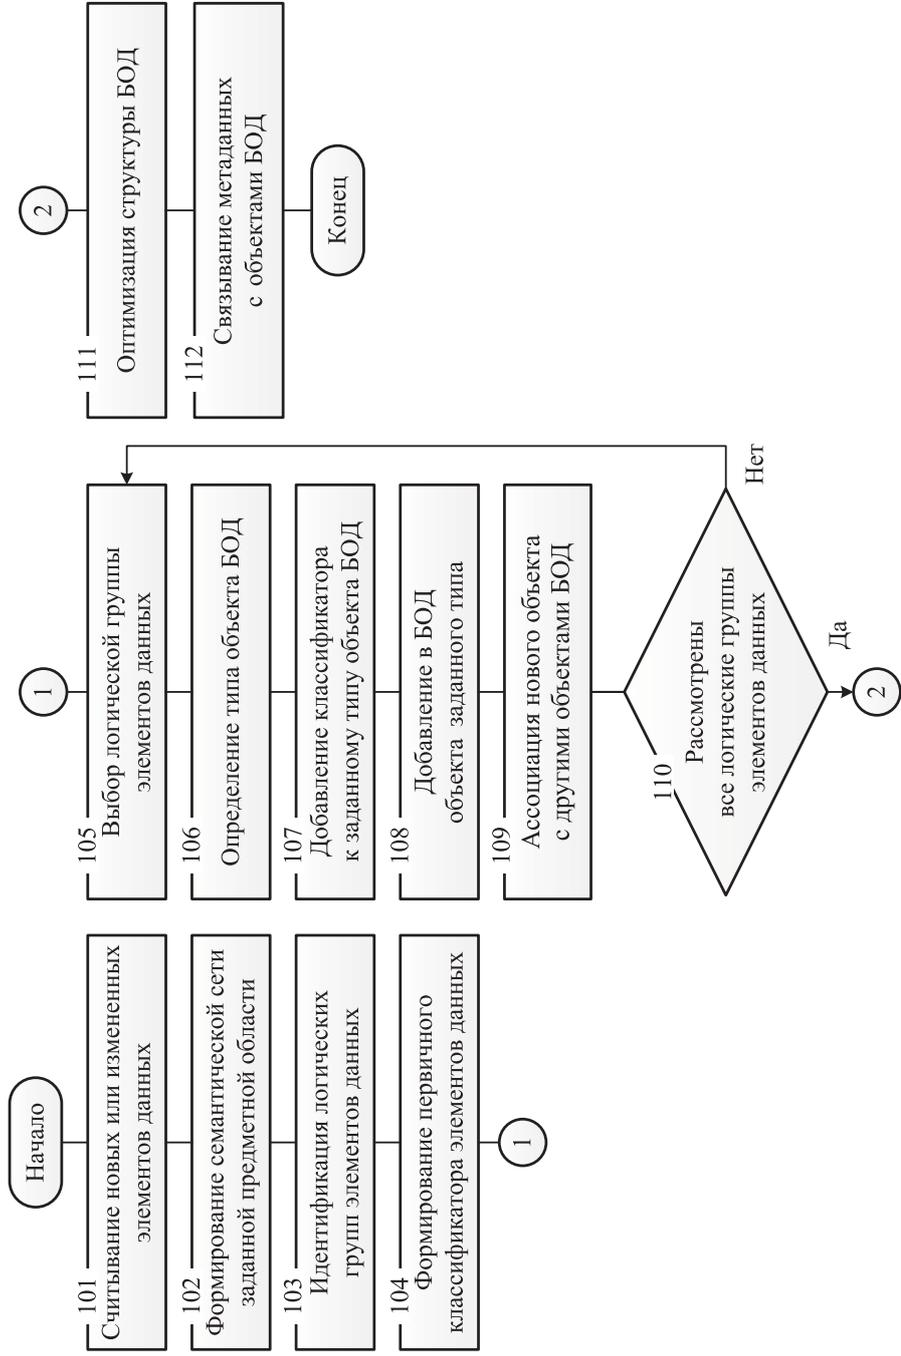 Начало
101
Считывание новых или измененных
элементов данных
102
Формирование семантической сети
заданной предметной области
103
Идентификация логических
групп элементов данных
104
Формирование первичного
классификатора элементов данных
1
1
105
Выбор логической группы
элементов данных
106
Определение типа объекта БОД
107
Добавление классификатора
к заданному типу объекта БОД
108
Добавление в БОД
объекта заданного типа
109
Ассоциация нового объекта
с другими объектами БОД
110
Рассмотрены
все логические группы
элементов данных
Нет
Да
2
2
111
Оптимизация структуры БОД
112
Связывание метаданных
с объектами БОД
Конец